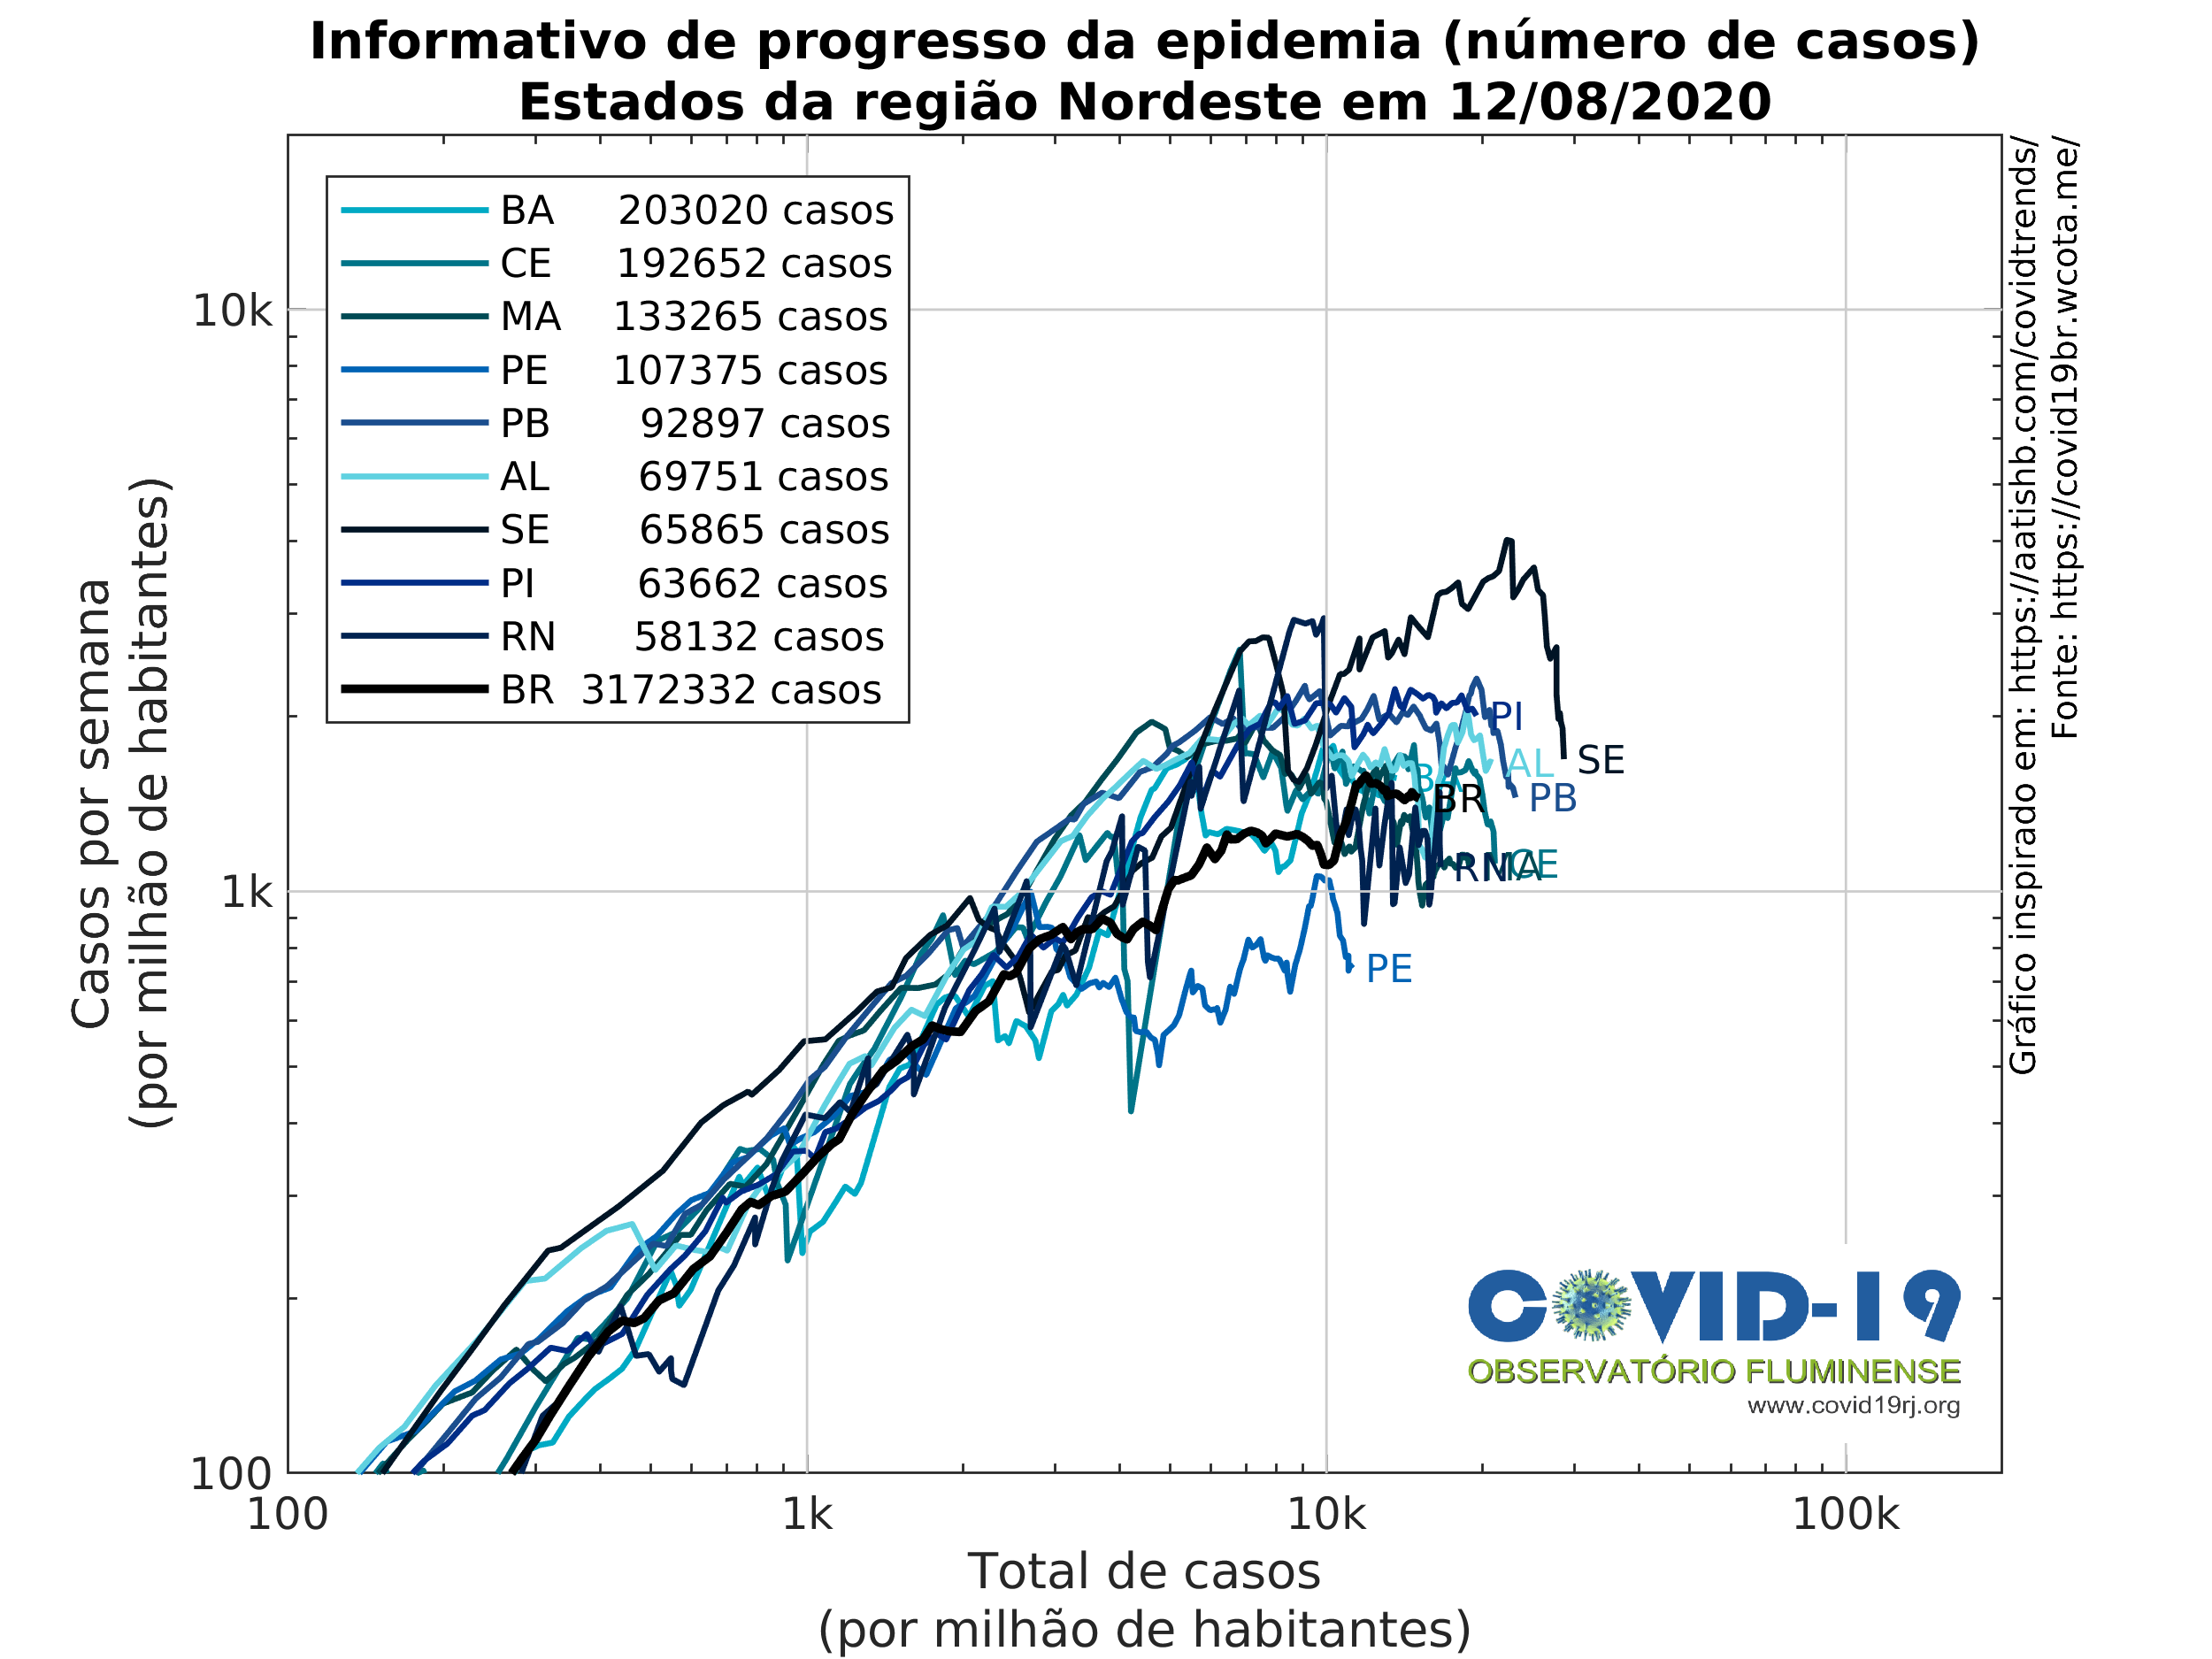 Informativo de progresso da epidemia (número de casos)
Estados da região Nordeste em 12/08/2020
BA 203020 casos
CE 192652 casos
MA 133265 casos
PE 107375 casos
PB 92897 casos
AL 69751 casos
SE 65865 casos
PI 63662 casos
RN 58132 casos
BR 3172332 casos
10k
1k
100
Casos por semana
(por milhão de habitantes)
PI
SE
AL
BA
PB
BR
RN
MA
CE
PE
Gráfico inspirado em: https://aatishb.com/covidtrends/
Fonte: https://covid19br.wcota.me/
COVID-19
OBSERVATÓRIO FLUMINENSE
www.covid19rj.org
100
1k
10k
100k
Total de casos
(por milhão de habitantes)